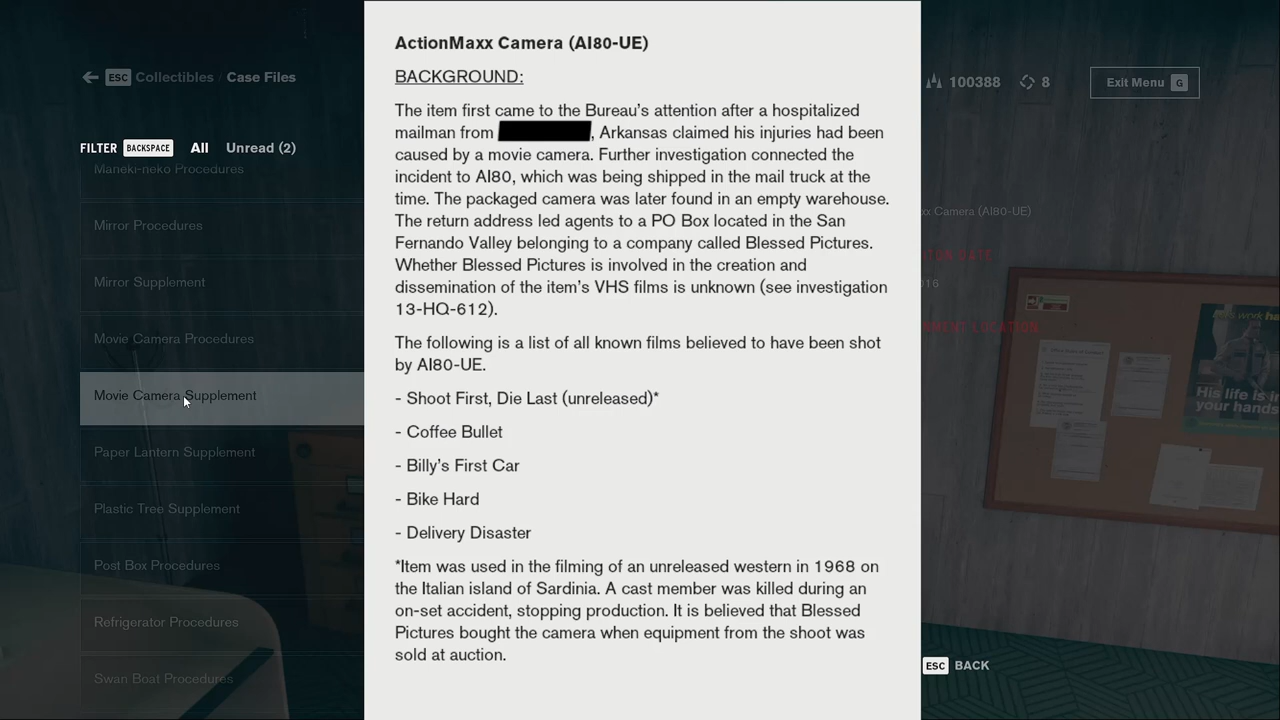 ESC Collectibles / Case Files
FILTER BACKSPACE All Unread (2)
Maneki-neko Procedures
Mirror Procedures
Mirror Supplement
Movie Camera Procedures
Movie Camera Supplement
Paper Lantern Supplement
Plastic Tree Supplement
Post Box Procedures
Refrigerator Procedures
Swan Boat Procedures
ActionMaxx Camera (AI80-UE)
BACKGROUND:
The item first came to the Bureau's attention after a hospitalized
mailman from , Arkansas claimed his injuries had been
caused by a movie camera. Further investigation connected the
incident to AI80, which was being shipped in the mail truck at the
time. The packaged camera was later found in an empty warehouse.
The return address led agents to a PO Box located in the San
Fernando Valley belonging to a company called Blessed Pictures.
Whether Blessed Pictures is involved in the creation and
dissemination of the item's VHS films is unknown (see investigation
13-HQ-612).
The following is a list of all known films believed to have been shot
by AI80-UE.
- Shoot First, Die Last (unreleased)*
- Coffee Bullet
- Billy's First Car
- Bike Hard
- Delivery Disaster
*Item was used in the filming of an unreleased western in 1968 on
the Italian island of Sardinia. A cast member was killed during an
on-set accident, stopping production. It is believed that Blessed
Pictures bought the camera when equipment from the shoot was
sold at auction.
100388 8 Exit Menu G
xx Camera (AI80-UE)
16
His life is in
your hands
ESC BACK